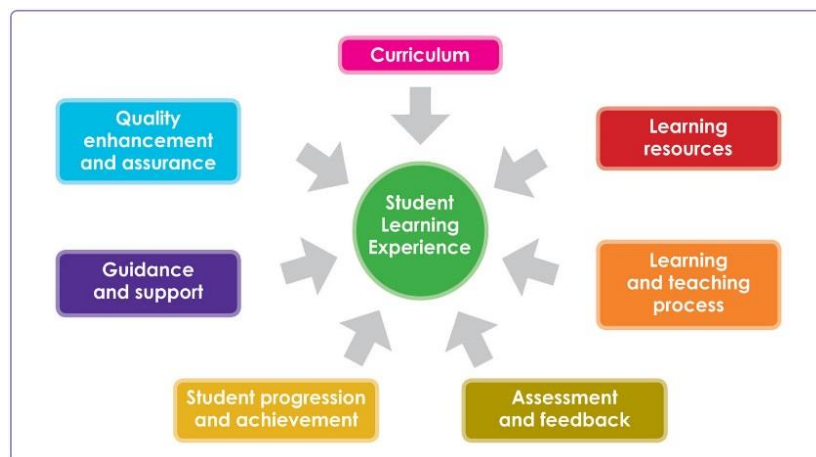 Curriculum
Quality
enhancement
and assurance
Learning
resources
Student
Learning
Experience
Guidance
and support
Learning
and teaching
process
Student progression
and achievement
Assessment
and feedback